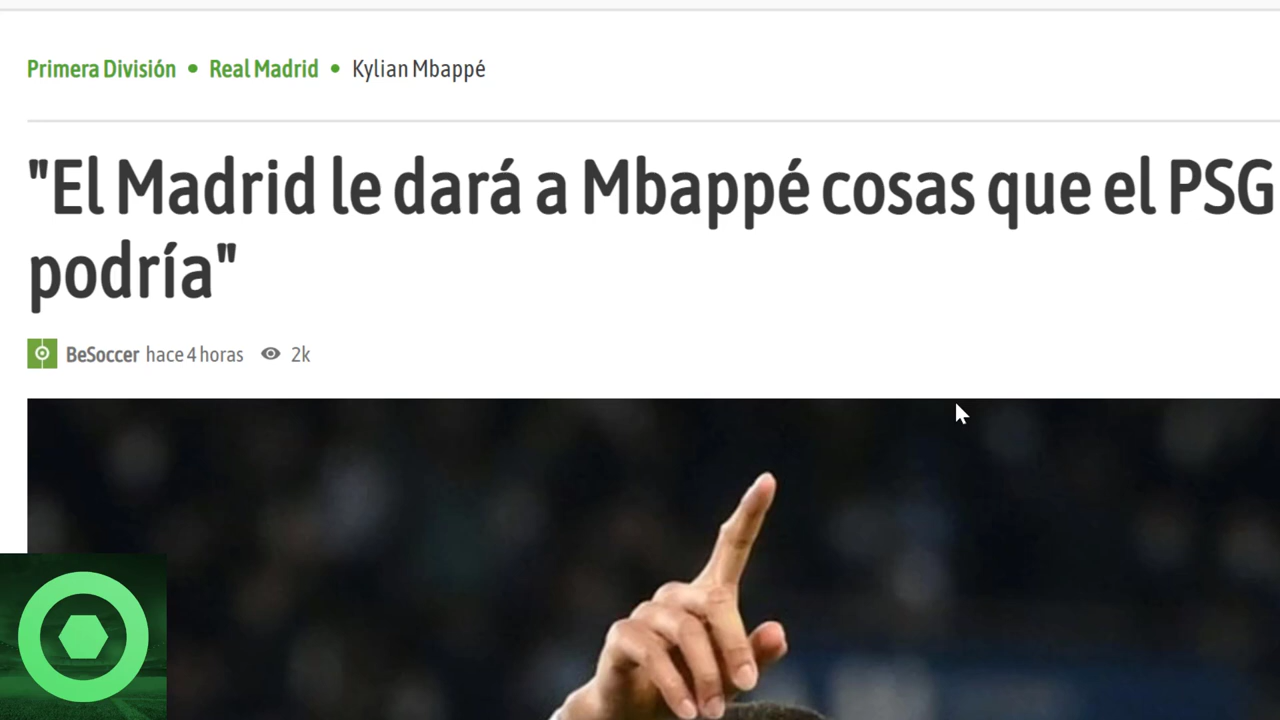 Primera División • Real Madrid • Kylian Mbappé
"El Madrid le dará a Mbappé cosas que el PSG
podría"
BeSoccer hace 4 horas 2k